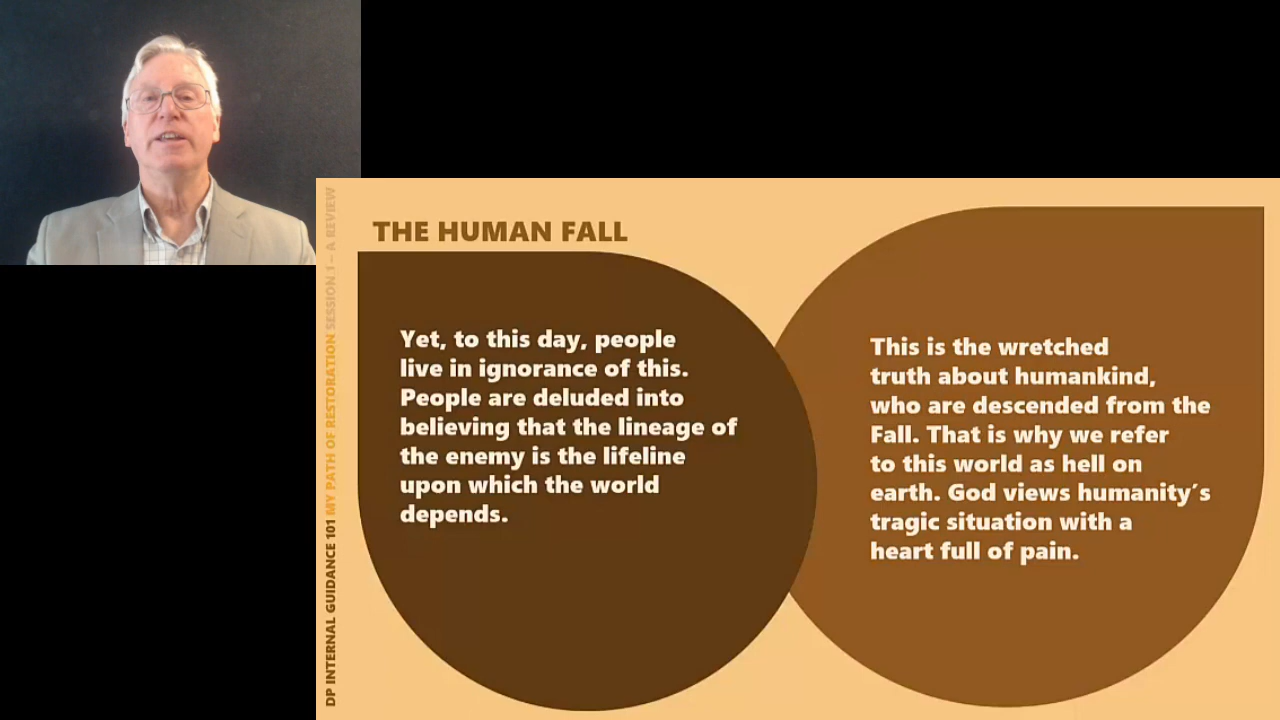 THE HUMAN FALL
Yet, to this day, people
live in ignorance of this.
People are deluded into
believing that the lineage of
the enemy is the lifeline
upon which the world
depends.
This is the wretched
truth about humankind,
who are descended from the
Fall. That is why we refer
to this world as hell on
earth. God views humanity´s
tragic situation with a
heart full of pain.
DP INTERNAL GUIDANCE 101 MY PATH OF RESTORATION SESSION 1 – A REVIEW